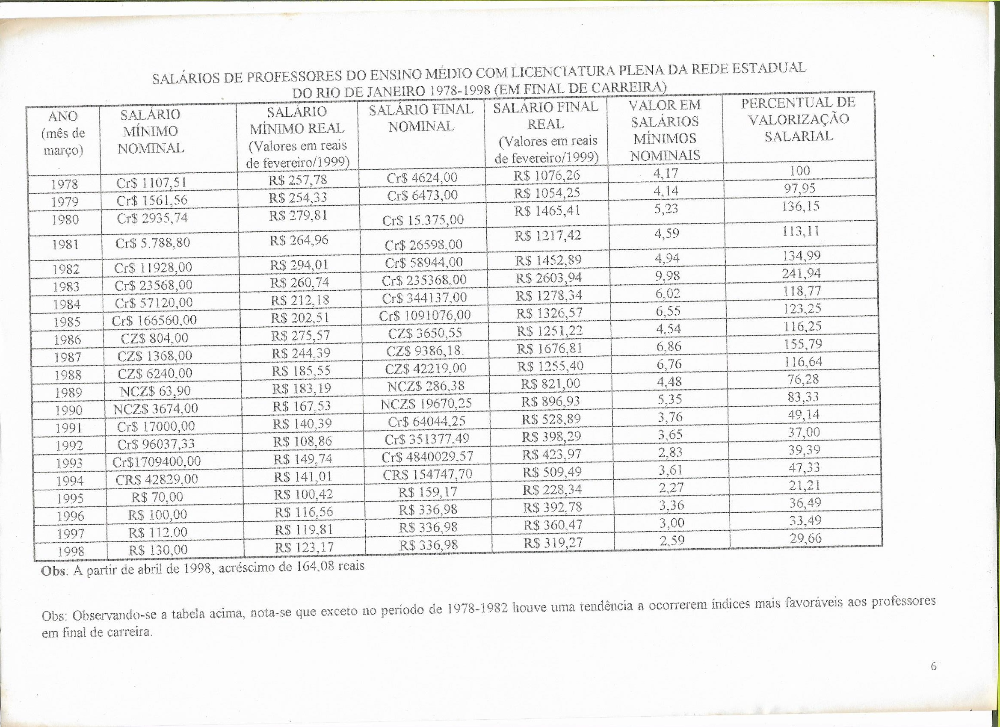 SALÁRIOS DE PROFESSORES DO ENSINO MÉDIO COM LICENCIATURA PLENA DA REDE ESTADUAL
DO RIO DE JANEIRO 1978-1998 (EM FINAL DE CARREIRA)
ANO (mês de março) SALÁRIO MÍNIMO NOMINAL SALÁRIO MÍNIMO REAL (Valores em reais de fevereiro/1999) SALÁRIO FINAL NOMINAL SALÁRIO FINAL REAL (Valores em reais de fevereiro/1999) VALOR EM SALÁRIOS MÍNIMOS NOMINAIS PERCENTUAL DE VALORIZAÇÃO SALARIAL
1978 Cr$ 1107,51 R$ 257,78 Cr$ 4624,00 R$ 1076,26 4,17 100
1979 Cr$ 1561,56 R$ 254,33 Cr$ 6473,00 R$ 1054,25 4,14 97,95
1980 Cr$ 2935,74 R$ 279,81 Cr$ 15.375,00 R$ 1465,41 5,23 136,15
1981 Cr$ 5.788,80 R$ 264,96 Cr$ 26598,00 R$ 1217,42 4,59 113,11
1982 Cr$ 11928,00 R$ 294,01 Cr$ 58944,00 R$ 1452,89 4,94 134,99
1983 Cr$ 23568,00 R$ 260,74 Cr$ 235368,00 R$ 2603,94 9,98 241,94
1984 Cr$ 57120,00 R$ 212,18 Cr$ 344137,00 R$ 1278,34 6,02 118,77
1985 Cr$ 166560,00 R$ 202,51 Cr$ 1091076,00 R$ 1326,57 6,55 123,25
1986 CZ$ 804,00 R$ 275,57 CZ$ 3650,55 R$ 1251,22 4,54 116,25
1987 CZ$ 1368,00 R$ 244,39 CZ$ 9386,18. R$ 1676,81 6,86 155,79
1988 CZ$ 6240,00 R$ 185,55 CZ$ 42219,00 R$ 1255,40 6,76 116,64
1989 NCZ$ 63,90 R$ 183,19 NCZ$ 286,38 R$ 821,00 4,48 76,28
1990 NCZ$ 3674,00 R$ 167,53 NCZ$ 19670,25 R$ 896,93 5,35 83,33
1991 Cr$ 17000,00 R$ 140,39 Cr$ 64044,25 R$ 528,89 3,76 49,14
1992 Cr$ 96037,33 R$ 108,86 Cr$ 351377,49 R$ 398,29 3,65 37,00
1993 Cr$1709400,00 R$ 149,74 Cr$ 4840029,57 R$ 423,97 2,83 39,39
1994 CR$ 42829,00 R$ 141,01 CR$ 154747,70 R$ 509,49 3,61 47,33
1995 R$ 70,00 R$ 100,42 R$ 159,17 R$ 228,34 2,27 21,21
1996 R$ 100,00 R$ 116,56 R$ 336,98 R$ 392,78 3,36 36,49
1997 R$ 112.00 R$ 119,81 R$ 336,98 R$ 360,47 3,00 33,49
1998 R$ 130,00 R$ 123,17 R$ 336,98 R$ 319,27 2,59 29,66
Obs: A partir de abril de 1998, acréscimo de 164,08 reais
Obs: Observando-se a tabela acima, nota-se que exceto no período de 1978-1982 houve uma tendência a ocorrerem índices mais favoráveis aos professores
em final de carreira.
6